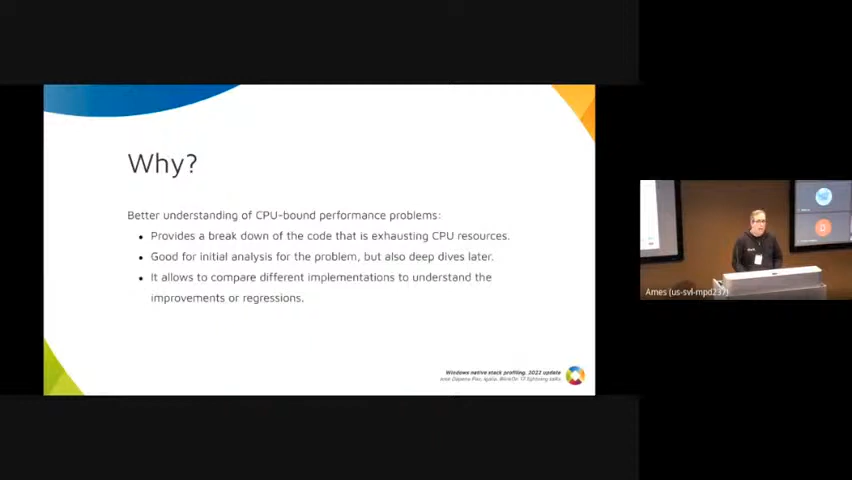 Why?
Better understanding of CPU-bound performance problems:
Provides a break down of the code that is exhausting CPU resources.
Good for initial analysis for the problem, but also deep dives later.
It allows to compare different implementations to understand the
improvements or regressions.
Windows native stack profiling, 2022 update
Ames (us-svl-mpd237)